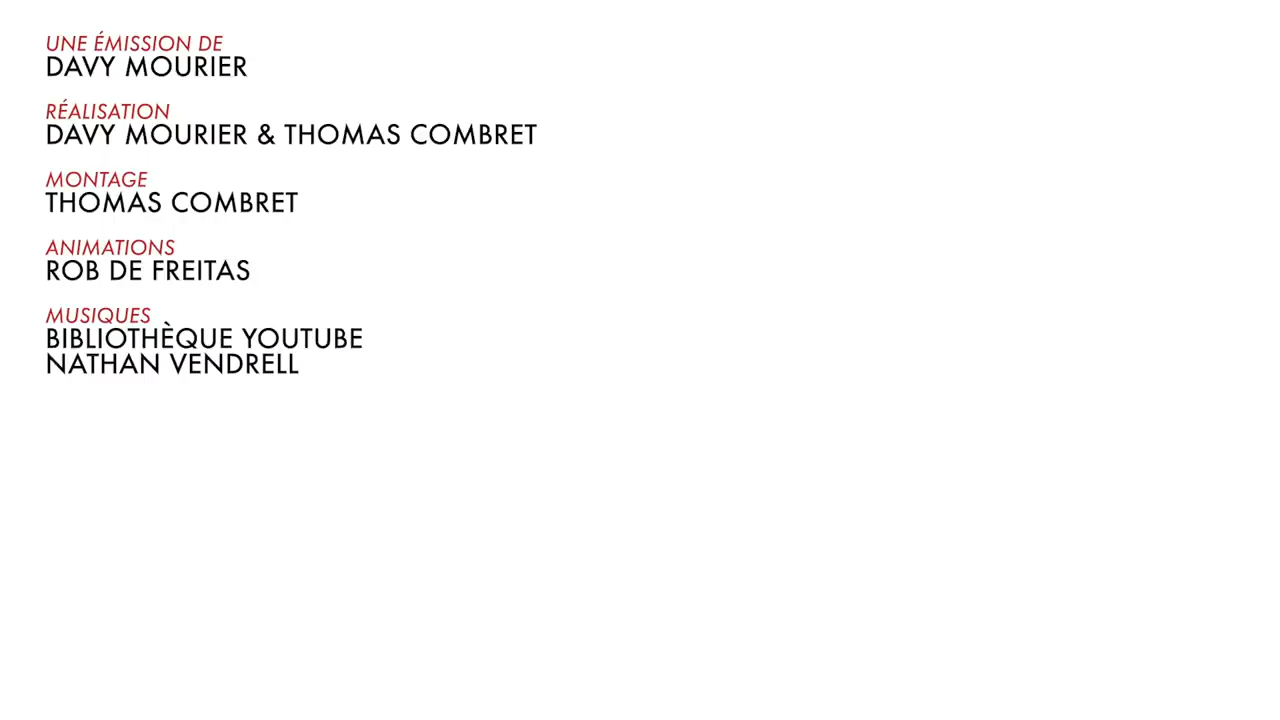 UNE ÉMISSION DE
DAVY MOURIER
RÉALISATION
DAVY MOURIER & THOMAS COMBRET
MONTAGE
THOMAS COMBRET
ANIMATIONS
ROB DE FREITAS
MUSIQUES
BIBLIOTHÈQUE YOUTUBE
NATHAN VENDRELL